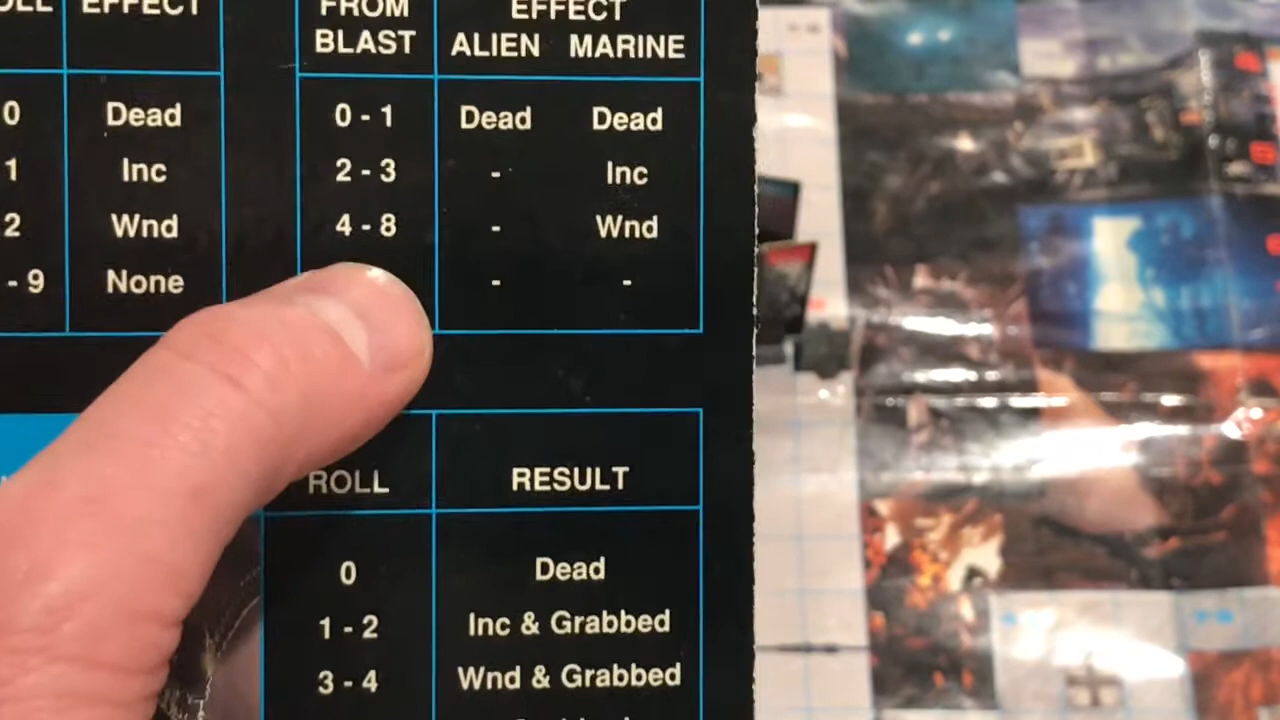 EFFECT
0 Dead
1 Inc
2 Wnd
- 9 None
FROM EFFECT
BLAST ALIEN MARINE
0 - 1 Dead Dead
2 - 3 - Inc
4 - 8 - Wnd
- -
ROLL RESULT
0 Dead
1 - 2 Inc & Grabbed
3 - 4 Wnd & Grabbed